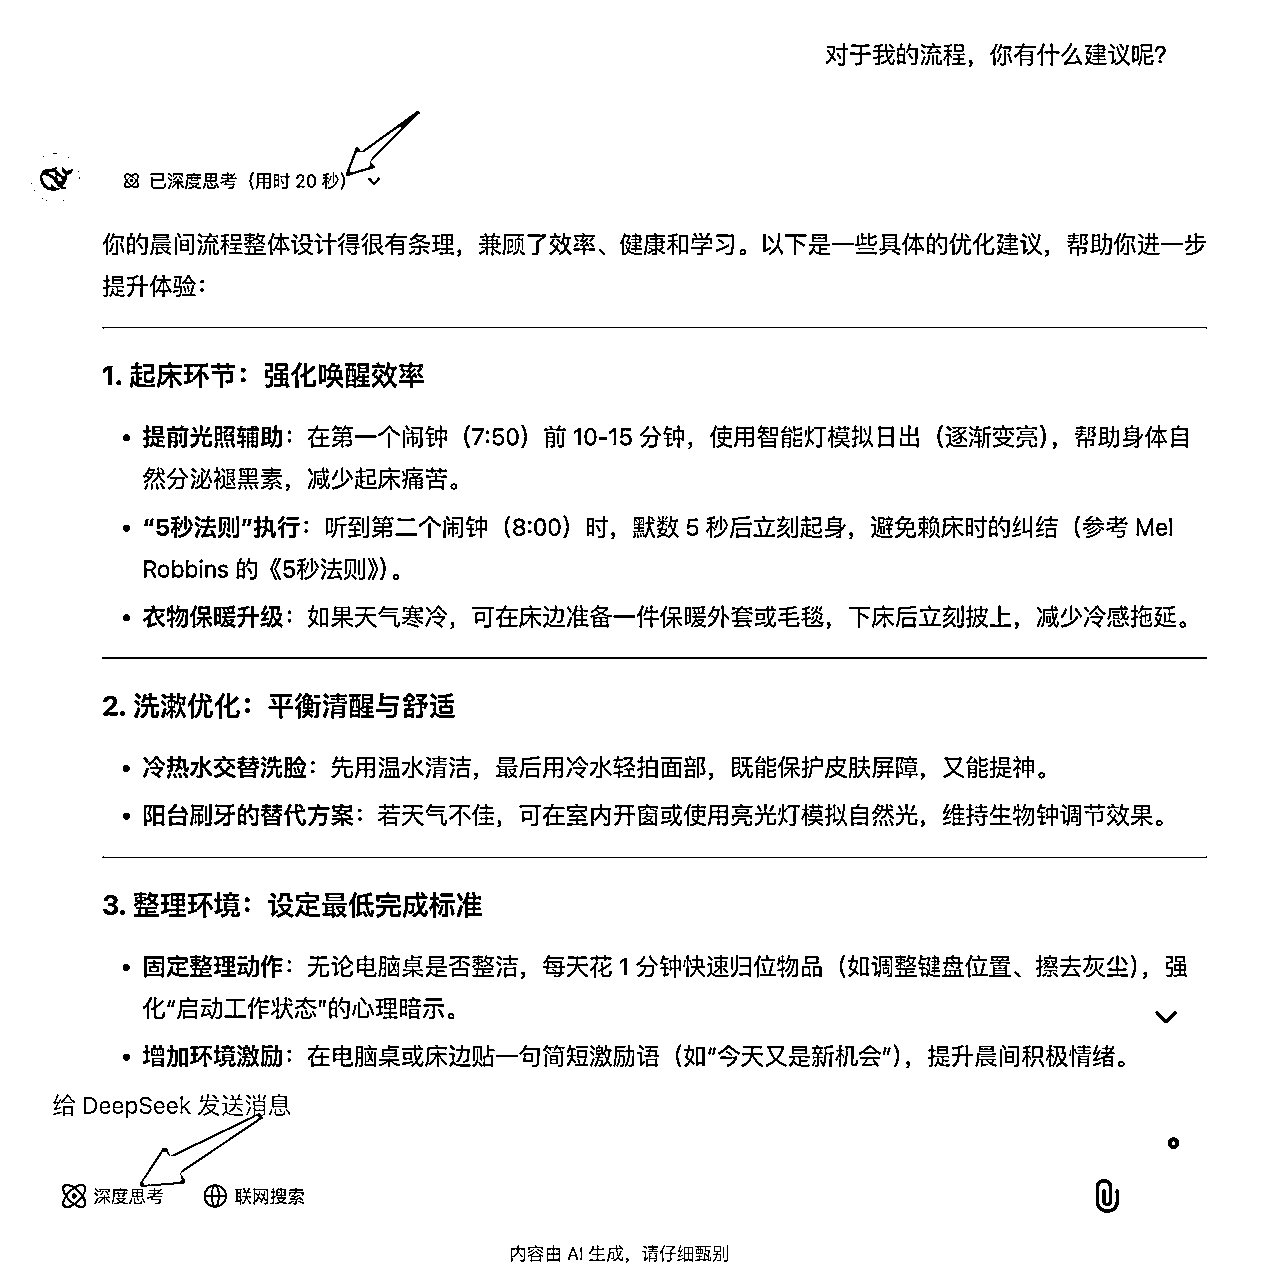 对于我的流程，你有什么建议呢？
已深度思考（用时 20 秒）
你的晨间流程整体设计得很有条理，兼顾了效率、健康和学习。以下是一些具体的优化建议，帮助你进一步
提升体验：
1. 起床环节：强化唤醒效率
• 提前光照辅助：在第一个闹钟（7:50）前 10-15 分钟，使用智能灯模拟日出（逐渐变亮），帮助身体自
然分泌褪黑素，减少起床痛苦。
• “5秒法则”执行：听到第二个闹钟（8:00）时，默数 5 秒后立刻起身，避免赖床时的纠结（参考 Mel
Robbins 的《5秒法则》）。
• 衣物保暖升级：如果天气寒冷，可在床边准备一件保暖外套或毛毯，下床后立刻披上，减少冷感拖延。
2. 洗漱优化：平衡清醒与舒适
• 冷热水交替洗脸：先用温水清洁，最后用冷水轻拍面部，既能保护皮肤屏障，又能提神。
• 阳台刷牙的替代方案：若天气不佳，可在室内开窗或使用亮光灯模拟自然光，维持生物钟调节效果。
3. 整理环境：设定最低完成标准
• 固定整理动作：无论电脑桌是否整洁，每天花 1 分钟快速归位物品（如调整键盘位置、擦去灰尘），强
化“启动工作状态”的心理暗示。
• 增加环境激励：在电脑桌或床边贴一句简短激励语（如“今天又是新机会”），提升晨间积极情绪。
给 DeepSeek 发送消息
深度思考 联网搜索
内容由 AI 生成，请仔细甄别